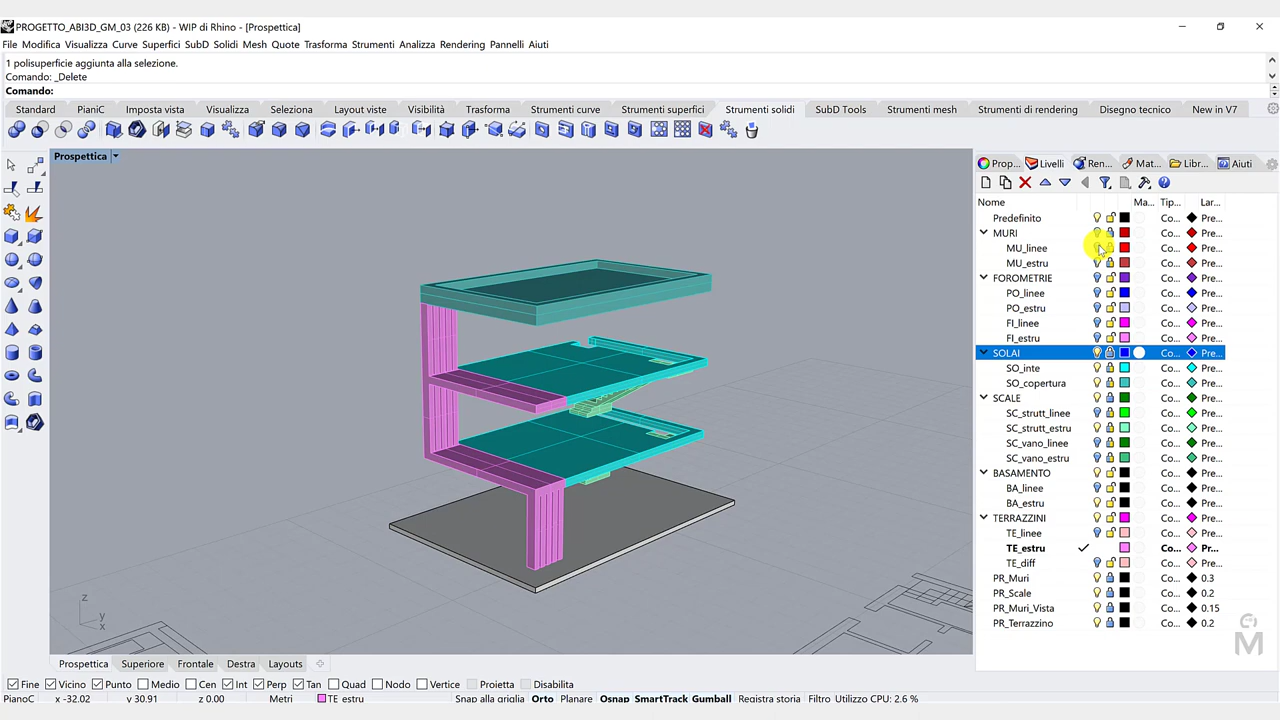 PROGETTO_ABI3D_GM_03 (226 KB) - WIP di Rhino - [Prospettica]
File Modifica Visualizza Curve Superfici SubD Solidi Mesh Quote Trasforma Strumenti Analizza Rendering Pannelli Aiuti
1 polisuperficie aggiunta alla selezione.
Comando: _Delete
Comando:
Standard PianiC Imposta vista Visualizza Seleziona Layout viste Visibilità Trasforma Strumenti curve Strumenti superfici Strumenti solidi SubD Tools Strumenti mesh Strumenti di rendering Disegno tecnico New in V7
Prospettica
Prop... Livelli Ren... Mat... Libr... Aiuti
Nome Ma... Tip... Lar...
Predefinito Co... Pre...
MURI Co... Pre...
MU_linee Co... Pre...
MU_estru Co... Pre...
FOROMETRIE Co... Pre...
PO_linee Co... Pre...
PO_estru Co... Pre...
FI_linee Co... Pre...
FI_estru Co... Pre...
SOLAI Co... Pre...
SO_inte Co... Pre...
SO_copertura Co... Pre...
SCALE Co... Pre...
SC_strutt_linee Co... Pre...
SC_strutt_estru Co... Pre...
SC_vano_linee Co... Pre...
SC_vano_estru Co... Pre...
BASAMENTO Co... Pre...
BA_linee Co... Pre...
BA_estru Co... Pre...
TERRAZZINI Co... Pre...
TE_linee Co... Pre...
TE_estru Co... Pr...
TE_diff Co... Pre...
PR_Muri Co... 0.3
PR_Scale Co... 0.2
PR_Muri_Vista Co... 0.15
PR_Terrazzino Co... 0.2
z
y
x
M
Prospettica Superiore Frontale Destra Layouts
Fine Vicino Punto Medio Cen Int Perp Tan Quad Nodo Vertice Proietta Disabilita
PianoC x -32.02 y 30.91 z 0.00 Metri TE_estru Snap alla griglia Orto Planare Osnap SmartTrack Gumball Registra storia Filtro Utilizzo CPU: 2.6 %